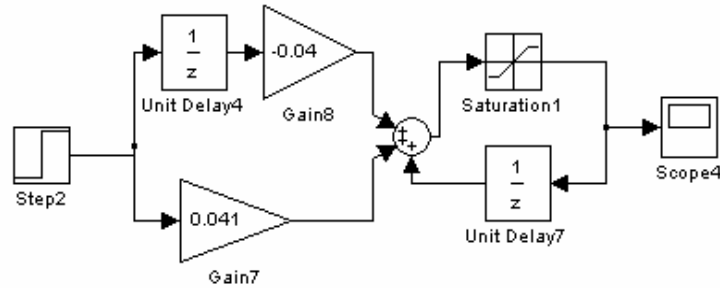 1
z
-0.04
Unit Delay4
Gain8
Saturation1
Step2
+
+
+
Scope4
0.041
1
z
Unit Delay7
Gain7